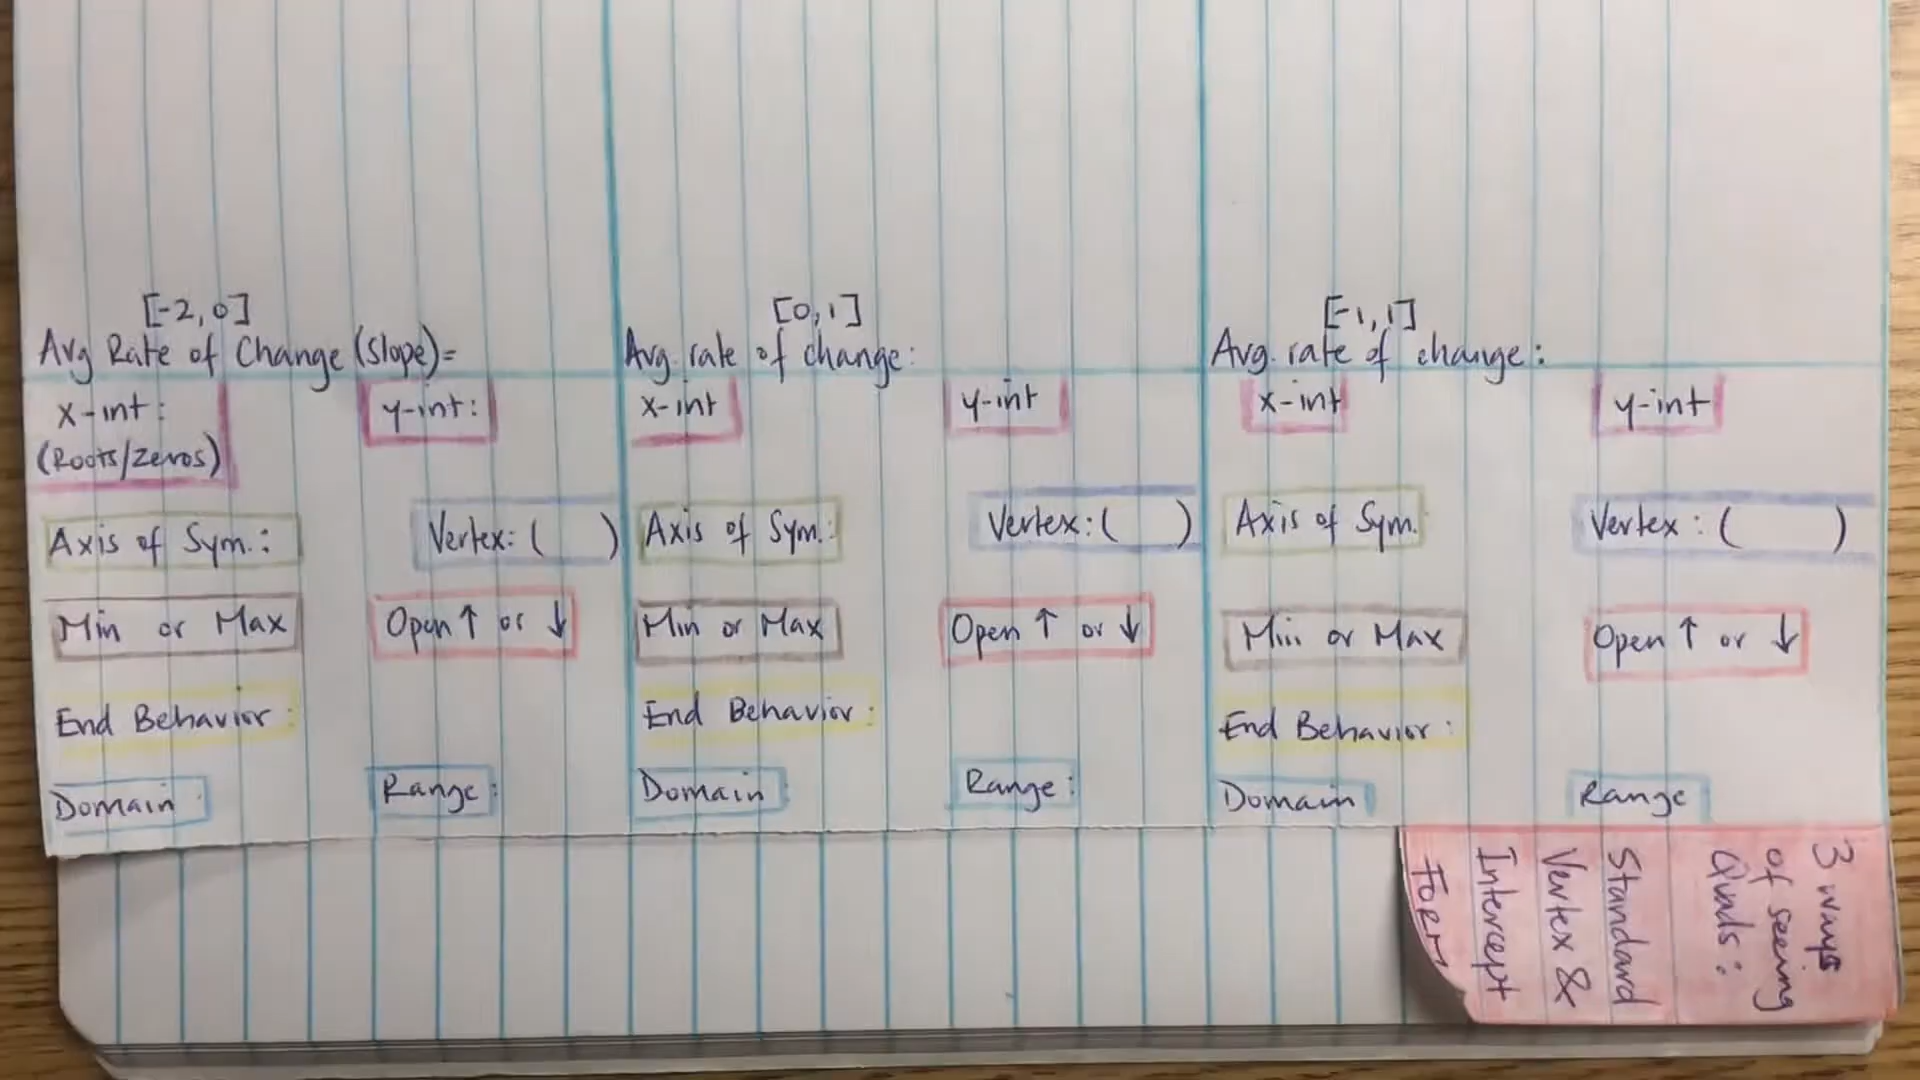 [-2,0]
Avg Rate of Change (slope)=
x-int:
(Roots/zeros)
y-int:
Axis of Sym.:
Vertex: ( )
Min or Max
Open ↑ or ↓
End Behavior:
Domain:
Range:
[0,1]
Avg. rate of change:
x-int
y-int
Axis of Sym.:
Vertex: ( )
Min or Max
Open ↑ or ↓
End Behavior:
Domain:
Range:
[-1,1]
Avg. rate of change:
x-int
y-int
Axis of Sym.
Vertex: ( )
Min or Max
Open ↑ or ↓
End Behavior:
Domain
Range
3 ways
of seeing
Quads:
Standard
Vertex &
Intercept
Form